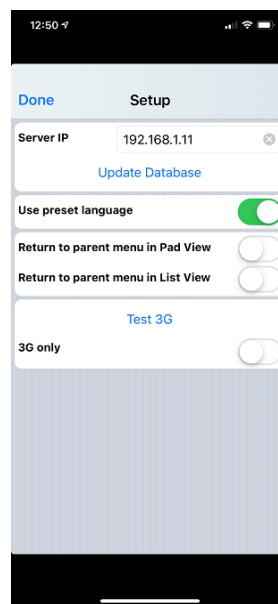 12:50
Done
Setup
Server IP
192.168.1.11
Update Database
Use preset language
Return to parent menu in Pad View
Return to parent menu in List View
Test 3G
3G only